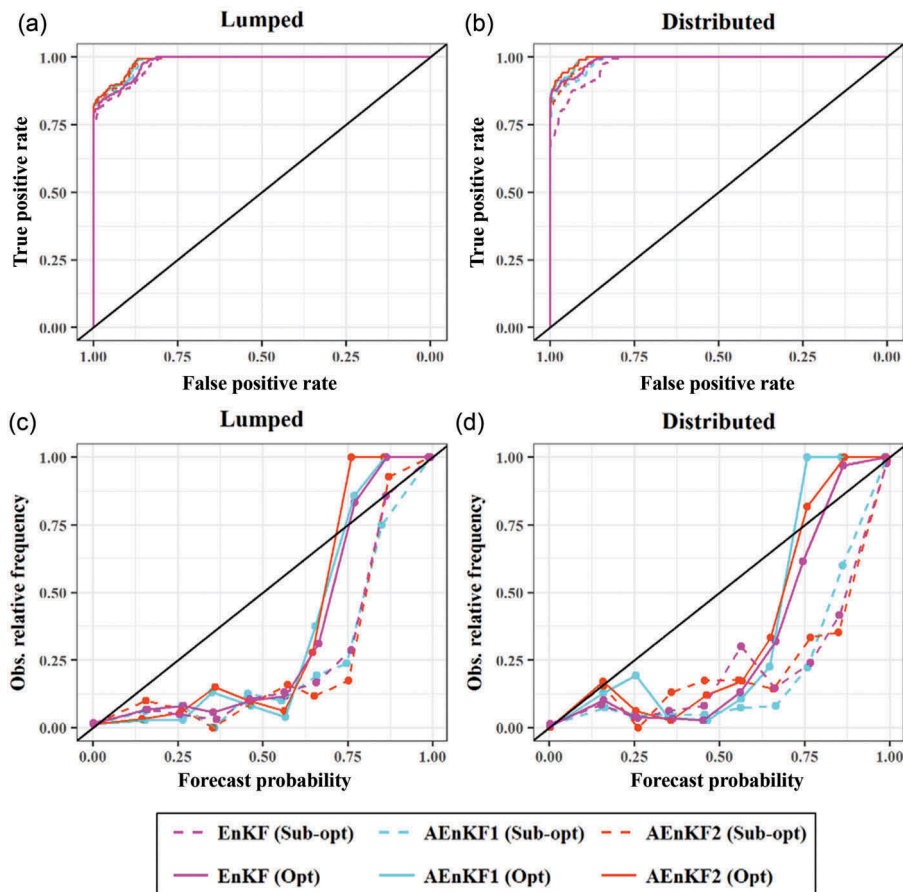 (a)
Lumped
1.00
0.75
0.50
0.25
0.00
True positive rate
1.00 0.75 0.50 0.25 0.00
False positive rate
(b)
Distributed
1.00
0.75
0.50
0.25
0.00
True positive rate
1.00 0.75 0.50 0.25 0.00
False positive rate
(c)
Lumped
1.00
0.75
0.50
0.25
0.00
Obs. relative frequency
0.00 0.25 0.50 0.75 1.00
Forecast probability
(d)
Distributed
1.00
0.75
0.50
0.25
0.00
Obs. relative frequency
0.00 0.25 0.50 0.75 1.00
Forecast probability
EnKF (Sub-opt) AEnKF1 (Sub-opt) AEnKF2 (Sub-opt)
EnKF (Opt) AEnKF1 (Opt) AEnKF2 (Opt)